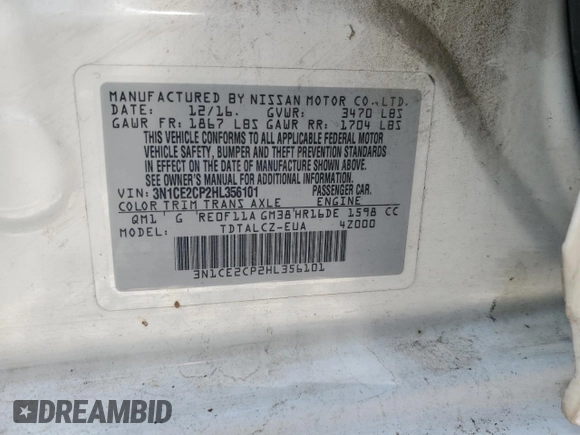 MANUFACTURED BY NISSAN MOTOR CO.,LTD.
DATE: 12/16. GVWR: 3470 LBS
GAWR FR: 1867 LBS GAWR RR: 1704 LBS
THIS VEHICLE CONFORMS TO ALL APPLICABLE FEDERAL MOTOR
VEHICLE SAFETY, BUMPER AND THEFT PREVENTION STANDARDS
IN EFFECT ON THE DATE OF MANUFACTURE SHOWN ABOVE.
SEE OWNER'S MANUAL FOR ADDITIONAL INFORMATION.
VIN: 3N1CE2CP2HL356101 PASSENGER CAR.
COLOR TRIM TRANS AXLE ENGINE
QM1 G RE0F11A GM38 HR16DE 1598 CC
MODEL: TDTALCZ-EUA 4Z000
3N1CE2CP2HL356101
DREAMBID